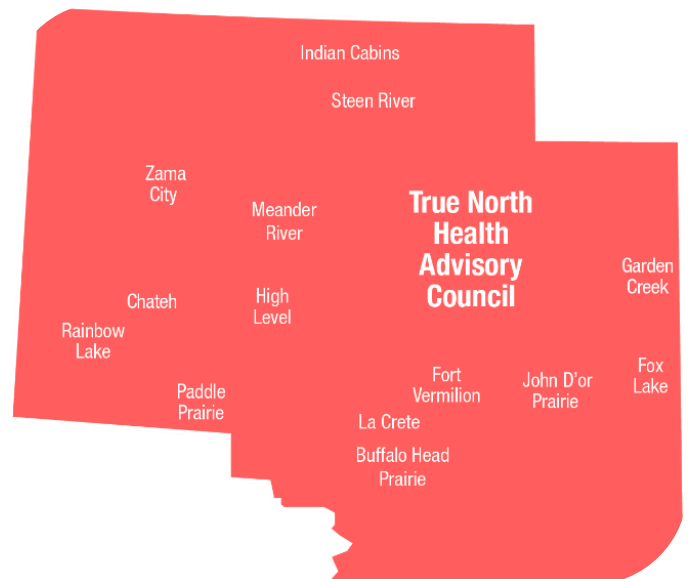 Indian Cabins
Steen River
Zama
City
Meander
River
True North
Health
Advisory
Council
Garden
Creek
Chateh
High
Level
Rainbow
Lake
Paddle
Prairie
Fort
Vermilion
John D'or
Prairie
Fox
Lake
La Crete
Buffalo Head
Prairie